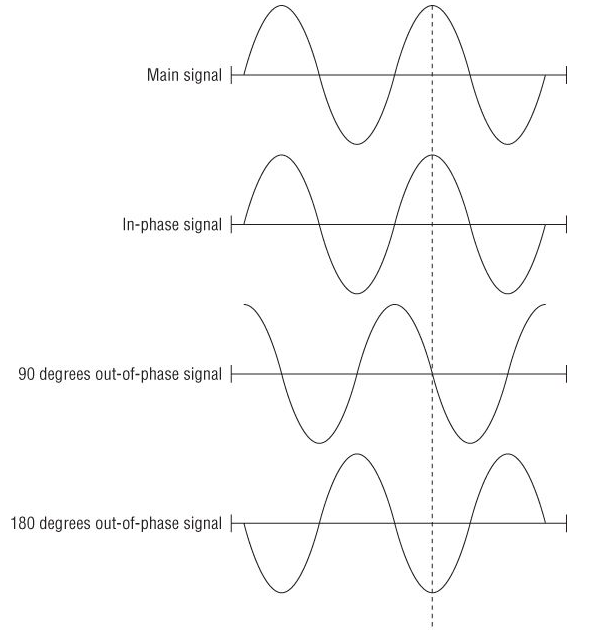 Main signal
In-phase signal
90 degrees out-of-phase signal
180 degrees out-of-phase signal